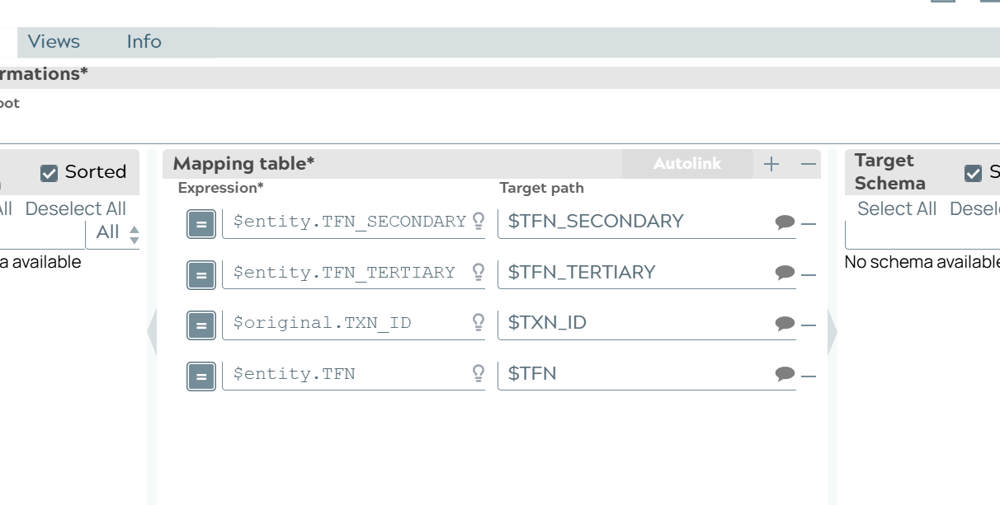 Views Info
rmations*
oot
Sorted
All Deselect All
All
a available
Mapping table* Autolink + −
Expression* Target path
= $entity.TFN_SECONDARY $TFN_SECONDARY −
= $entity.TFN_TERTIARY $TFN_TERTIARY −
= $original.TXN_ID $TXN_ID −
= $entity.TFN $TFN −
Target
Schema
S
Select All Desel
No schema available